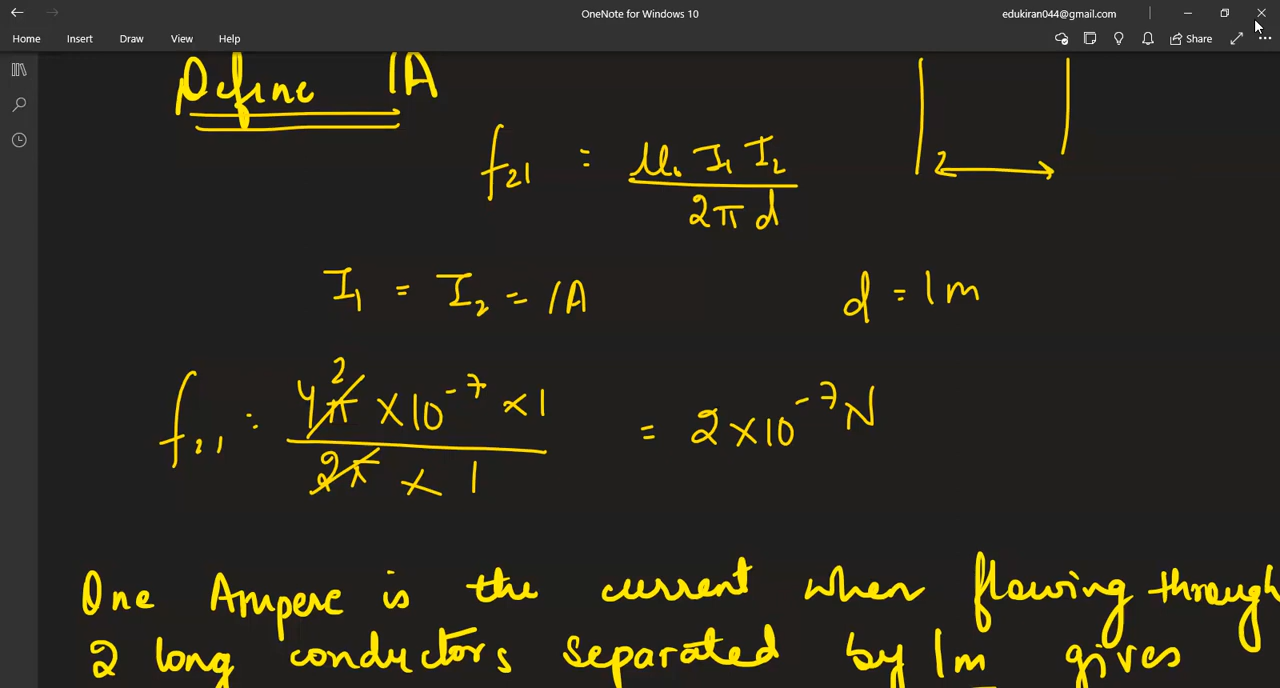 OneNote for Windows 10
edukiran044@gmail.com
Home Insert Draw View Help
Share
Define 1A
f₂₁ = μ₀ I₁ I₂ / 2π d
I₁ = I₂ = 1A d = 1m
f₂₁ = 4π 2 × 10⁻⁷ × 1 / 2π × 1 = 2 × 10⁻⁷ N
One Ampere is the current when flowing through
2 long conductors separated by 1m gives